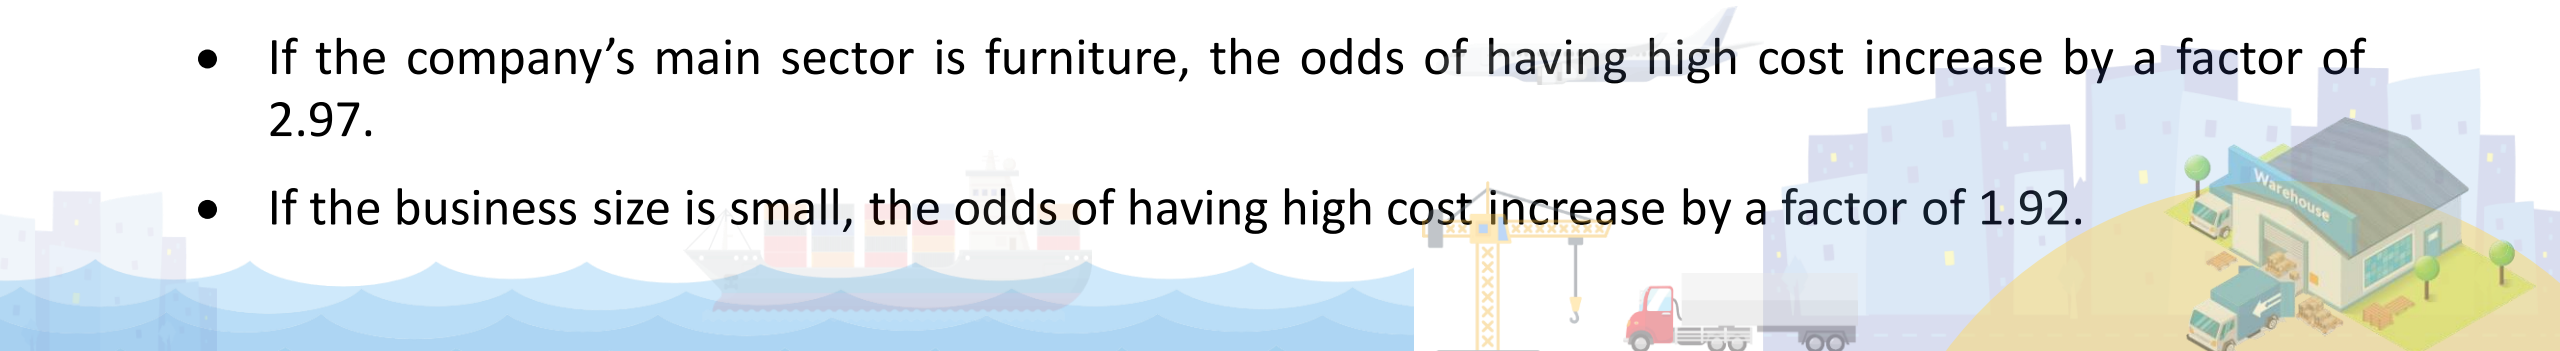 • If the company’s main sector is furniture, the odds of having high cost increase by a factor of
2.97.
• If the business size is small, the odds of having high cost increase by a factor of 1.92.
Warehouse